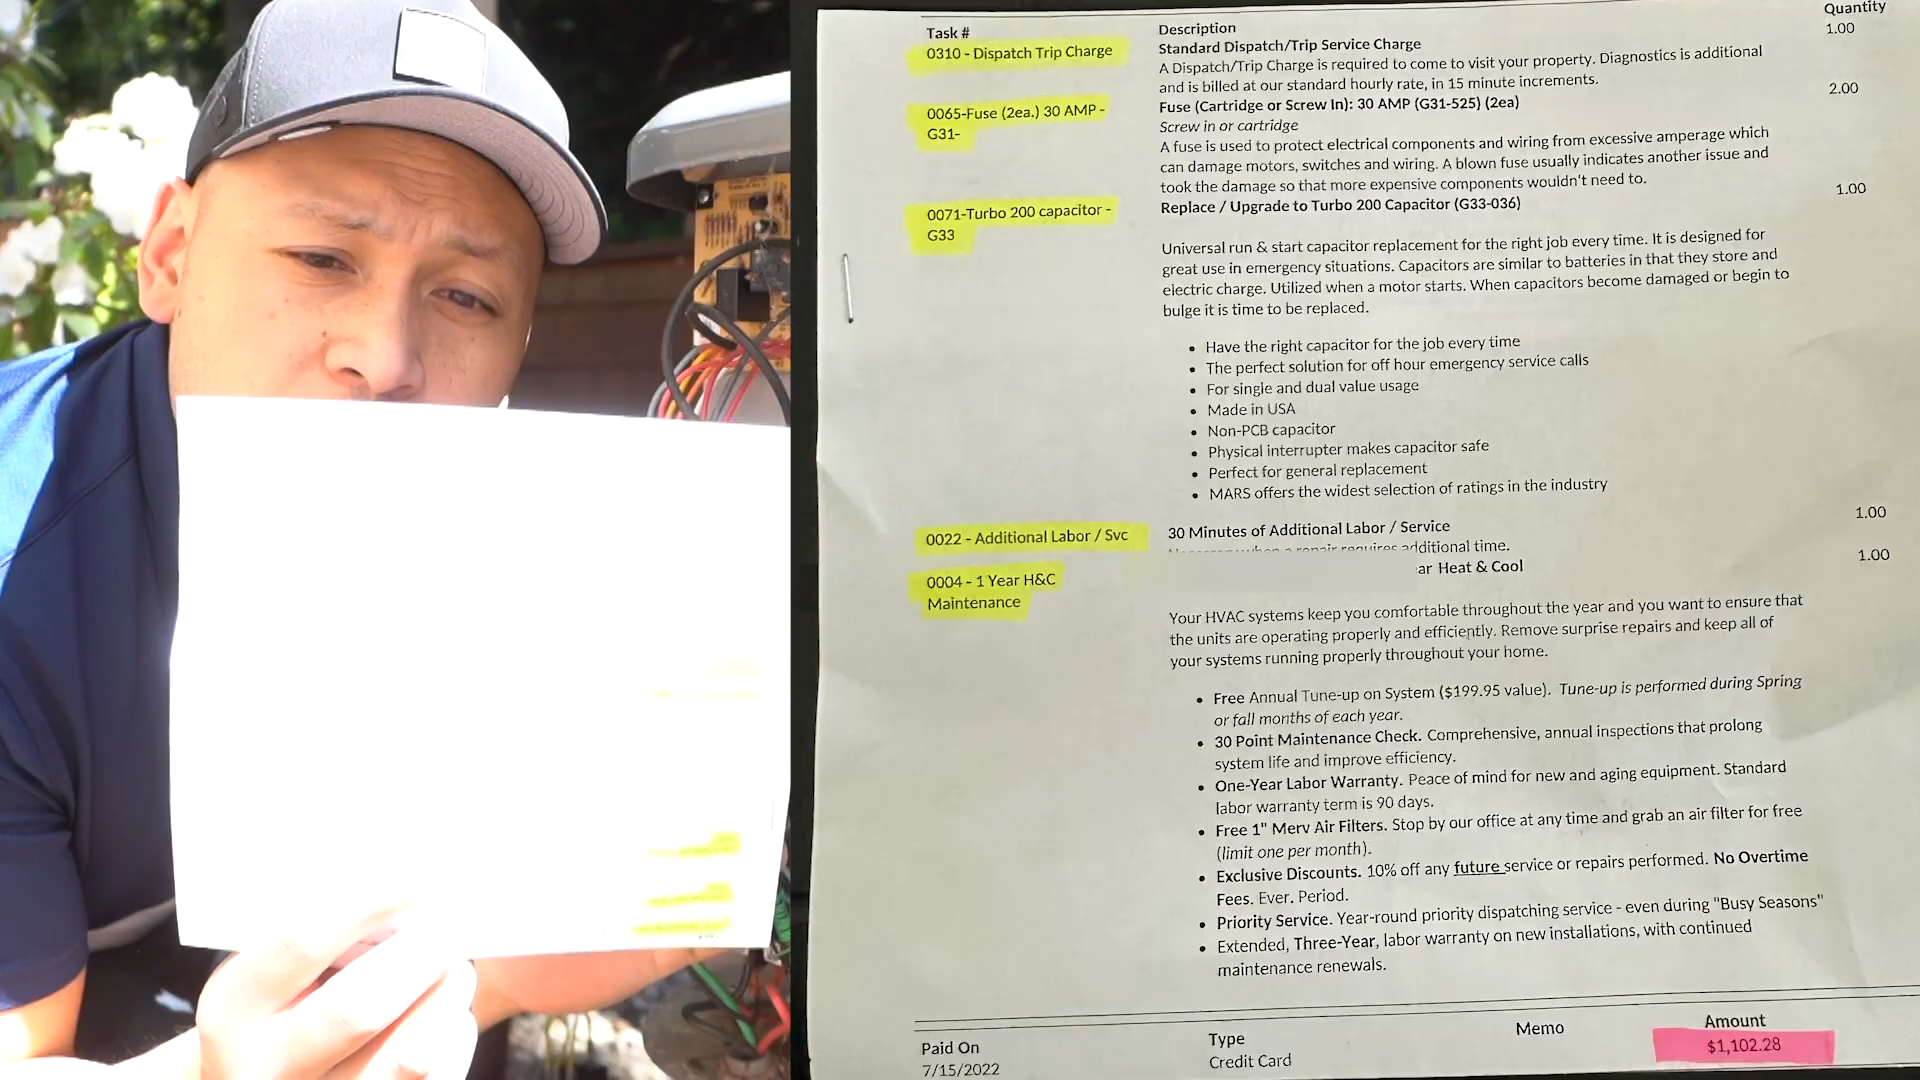 Task #
Description
Quantity
0310 - Dispatch Trip Charge
Standard Dispatch/Trip Service Charge
1.00
A Dispatch/Trip Charge is required to come to visit your property. Diagnostics is additional
and is billed at our standard hourly rate, in 15 minute increments.
0065-Fuse (2ea.) 30 AMP -
G31-
Fuse (Cartridge or Screw In): 30 AMP (G31-525) (2ea)
2.00
Screw in or cartridge
A fuse is used to protect electrical components and wiring from excessive amperage which
can damage motors, switches and wiring. A blown fuse usually indicates another issue and
took the damage so that more expensive components wouldn't need to.
0071-Turbo 200 capacitor -
G33
Replace / Upgrade to Turbo 200 Capacitor (G33-036)
1.00
Universal run & start capacitor replacement for the right job every time. It is designed for
great use in emergency situations. Capacitors are similar to batteries in that they store and
electric charge. Utilized when a motor starts. When capacitors become damaged or begin to
bulge it is time to be replaced.
• Have the right capacitor for the job every time
• The perfect solution for off hour emergency service calls
• For single and dual value usage
• Made in USA
• Non-PCB capacitor
• Physical interrupter makes capacitor safe
• Perfect for general replacement
• MARS offers the widest selection of ratings in the industry
0022 - Additional Labor / Svc
30 Minutes of Additional Labor / Service
1.00
when a repair requires additional time.
0004 - 1 Year H&C
Maintenance
ar Heat & Cool
1.00
Your HVAC systems keep you comfortable throughout the year and you want to ensure that
the units are operating properly and efficiently. Remove surprise repairs and keep all of
your systems running properly throughout your home.
• Free Annual Tune-up on System ($199.95 value). Tune-up is performed during Spring
or fall months of each year.
• 30 Point Maintenance Check. Comprehensive, annual inspections that prolong
system life and improve efficiency.
• One-Year Labor Warranty. Peace of mind for new and aging equipment. Standard
labor warranty term is 90 days.
• Free 1" Merv Air Filters. Stop by our office at any time and grab an air filter for free
(limit one per month).
• Exclusive Discounts. 10% off any future service or repairs performed. No Overtime
Fees. Ever. Period.
• Priority Service. Year-round priority dispatching service - even during "Busy Seasons"
• Extended, Three-Year, labor warranty on new installations, with continued
maintenance renewals.
Paid On
Type
Memo
Amount
7/15/2022
Credit Card
$1,102.28